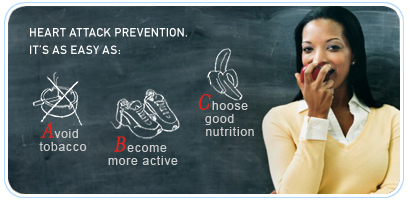 HEART ATTACK PREVENTION.
IT'S AS EASY AS:
Avoid
tobacco
Become
more active
Choose
good
nutrition